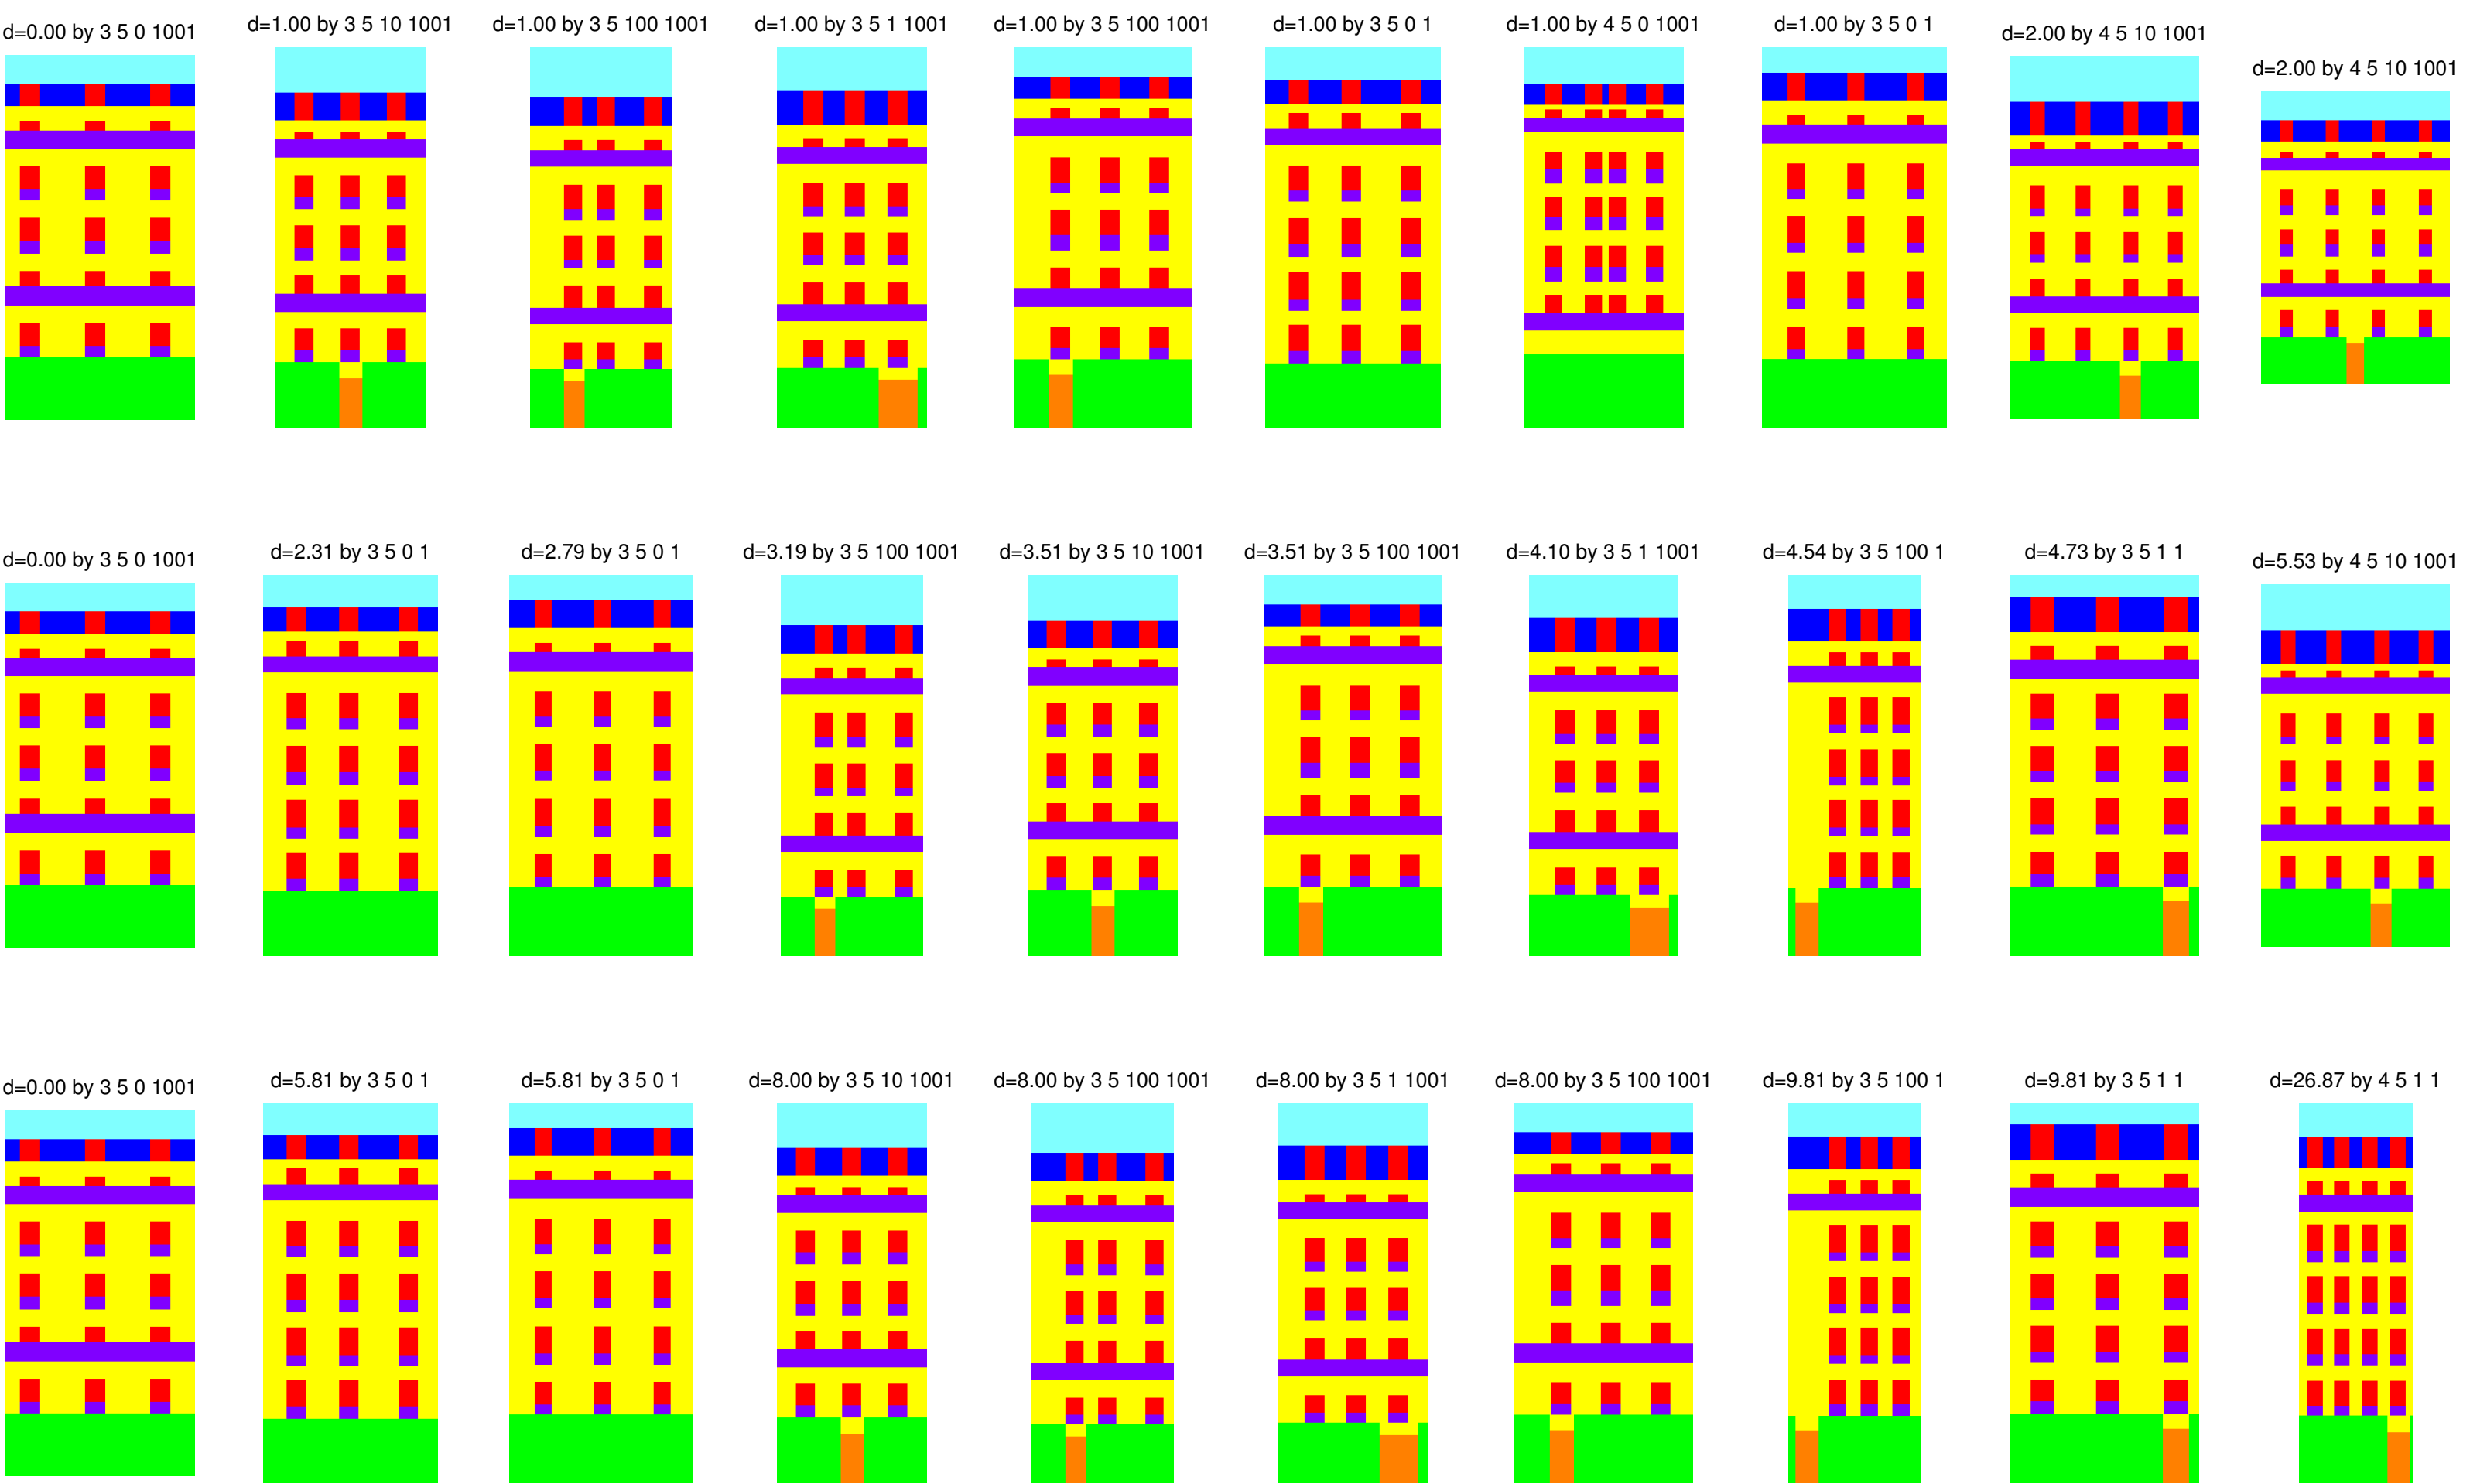 d=0.00 by 3 5 0 1001
d=1.00 by 3 5 10 1001
d=1.00 by 3 5 100 1001
d=1.00 by 3 5 1 1001
d=1.00 by 3 5 100 1001
d=1.00 by 3 5 0 1
d=1.00 by 4 5 0 1001
d=1.00 by 3 5 0 1
d=2.00 by 4 5 10 1001
d=2.00 by 4 5 10 1001
d=0.00 by 3 5 0 1001
d=2.31 by 3 5 0 1
d=2.79 by 3 5 0 1
d=3.19 by 3 5 100 1001
d=3.51 by 3 5 10 1001
d=3.51 by 3 5 100 1001
d=4.10 by 3 5 1 1001
d=4.54 by 3 5 100 1
d=4.73 by 3 5 1 1
d=5.53 by 4 5 10 1001
d=0.00 by 3 5 0 1001
d=5.81 by 3 5 0 1
d=5.81 by 3 5 0 1
d=8.00 by 3 5 10 1001
d=8.00 by 3 5 100 1001
d=8.00 by 3 5 1 1001
d=8.00 by 3 5 100 1001
d=9.81 by 3 5 100 1
d=9.81 by 3 5 1 1
d=26.87 by 4 5 1 1